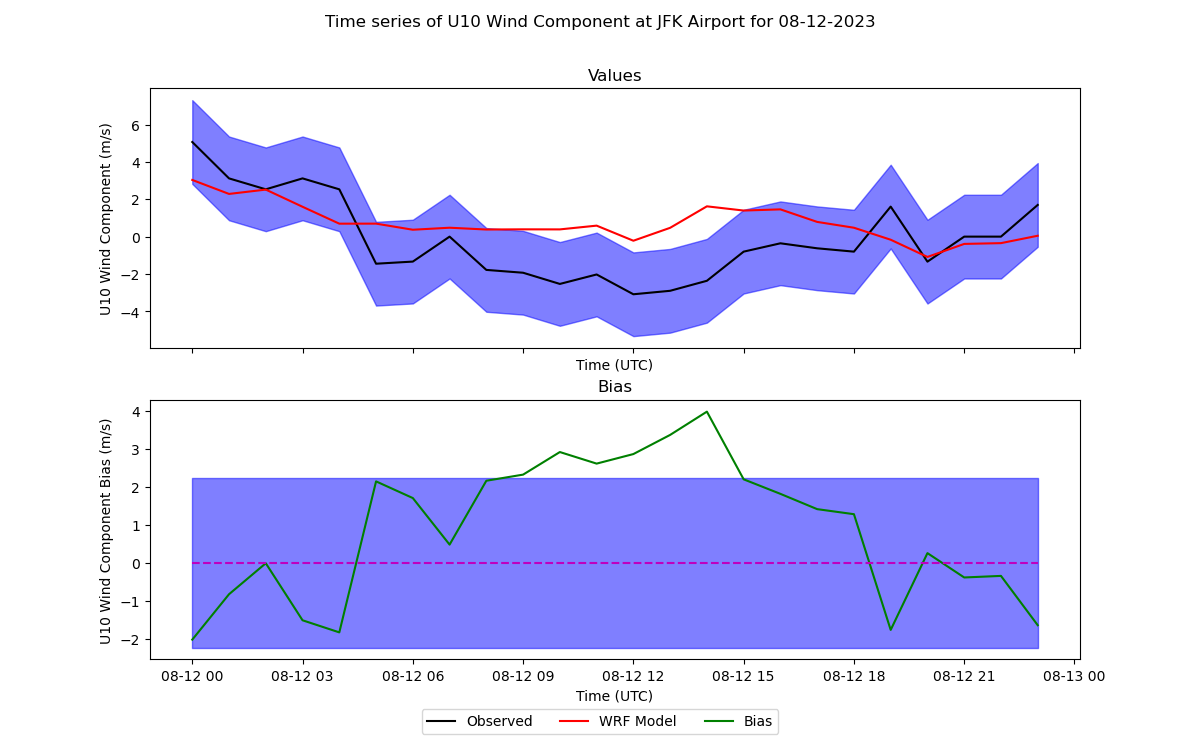 Time series of U10 Wind Component at JFK Airport for 08-12-2023
Values
U10 Wind Component (m/s)
6
4
2
0
−2
−4
Time (UTC)
Bias
U10 Wind Component Bias (m/s)
4
3
2
1
0
−1
−2
08-12 00 08-12 03 08-12 06 08-12 09 08-12 12 08-12 15 08-12 18 08-12 21 08-13 00
Time (UTC)
Observed WRF Model Bias